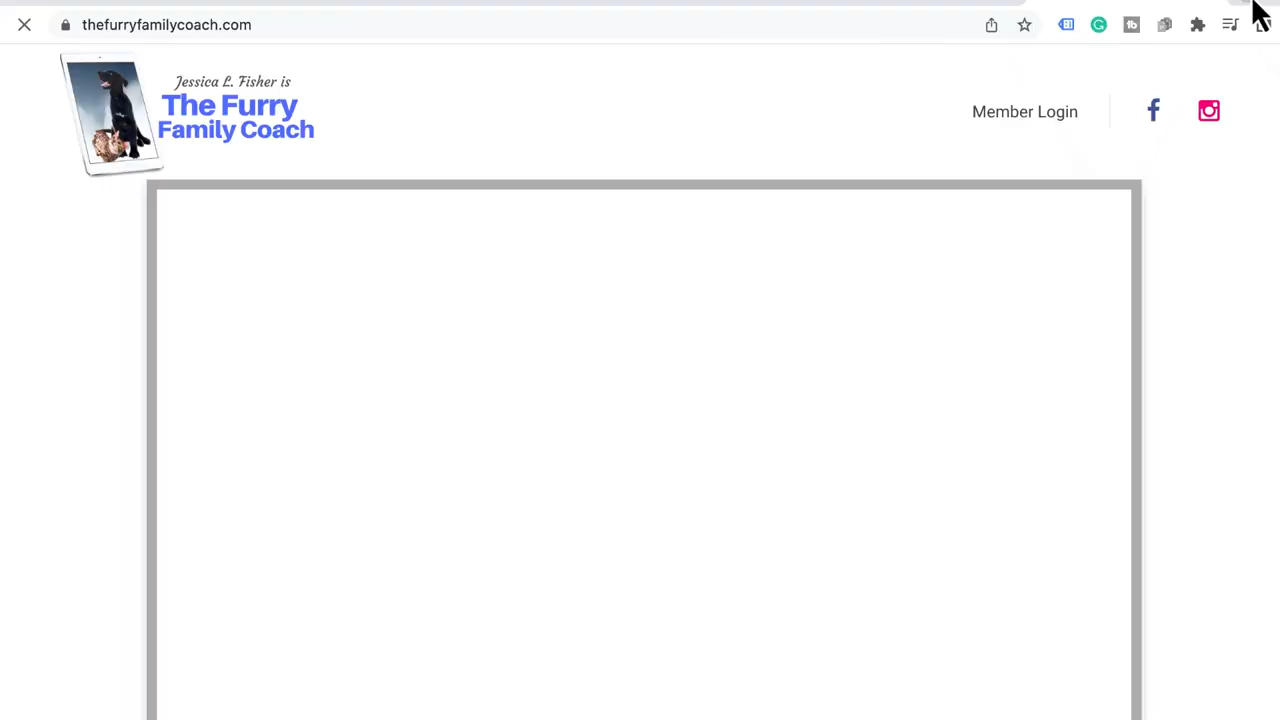 thefurryfamilycoach.com
Jessica L. Fisher is
The Furry
Family Coach
Member Login